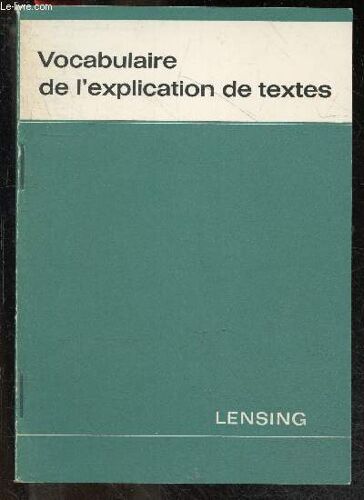 Le-livre.com
Vocabulaire
de l'explication de textes
LENSING